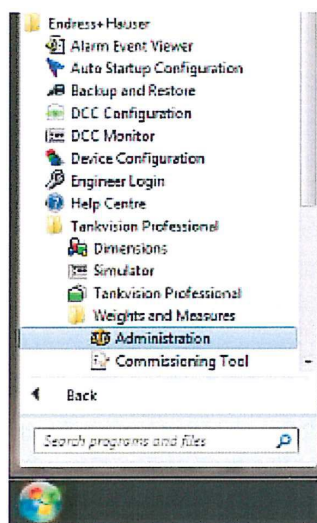 Endress+Hauser
Alarm Event Viewer
Auto Startup Configuration
Backup and Restore
DCC Configuration
DCC Monitor
Device Configuration
Engineer Login
Help Centre
Tankvision Professional
Dimensions
Simulator
Tankvision Professional
Weights and Measures
Administration
Commissioning Tool
Back
Search programs and files